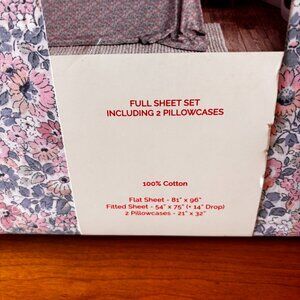 FULL SHEET SET
INCLUDING 2 PILLOWCASES
100% Cotton
Flat Sheet - 81" x 96"
Fitted Sheet - 54" x 75" (+ 14" Drop)
2 Pillowcases - 21" x 32"